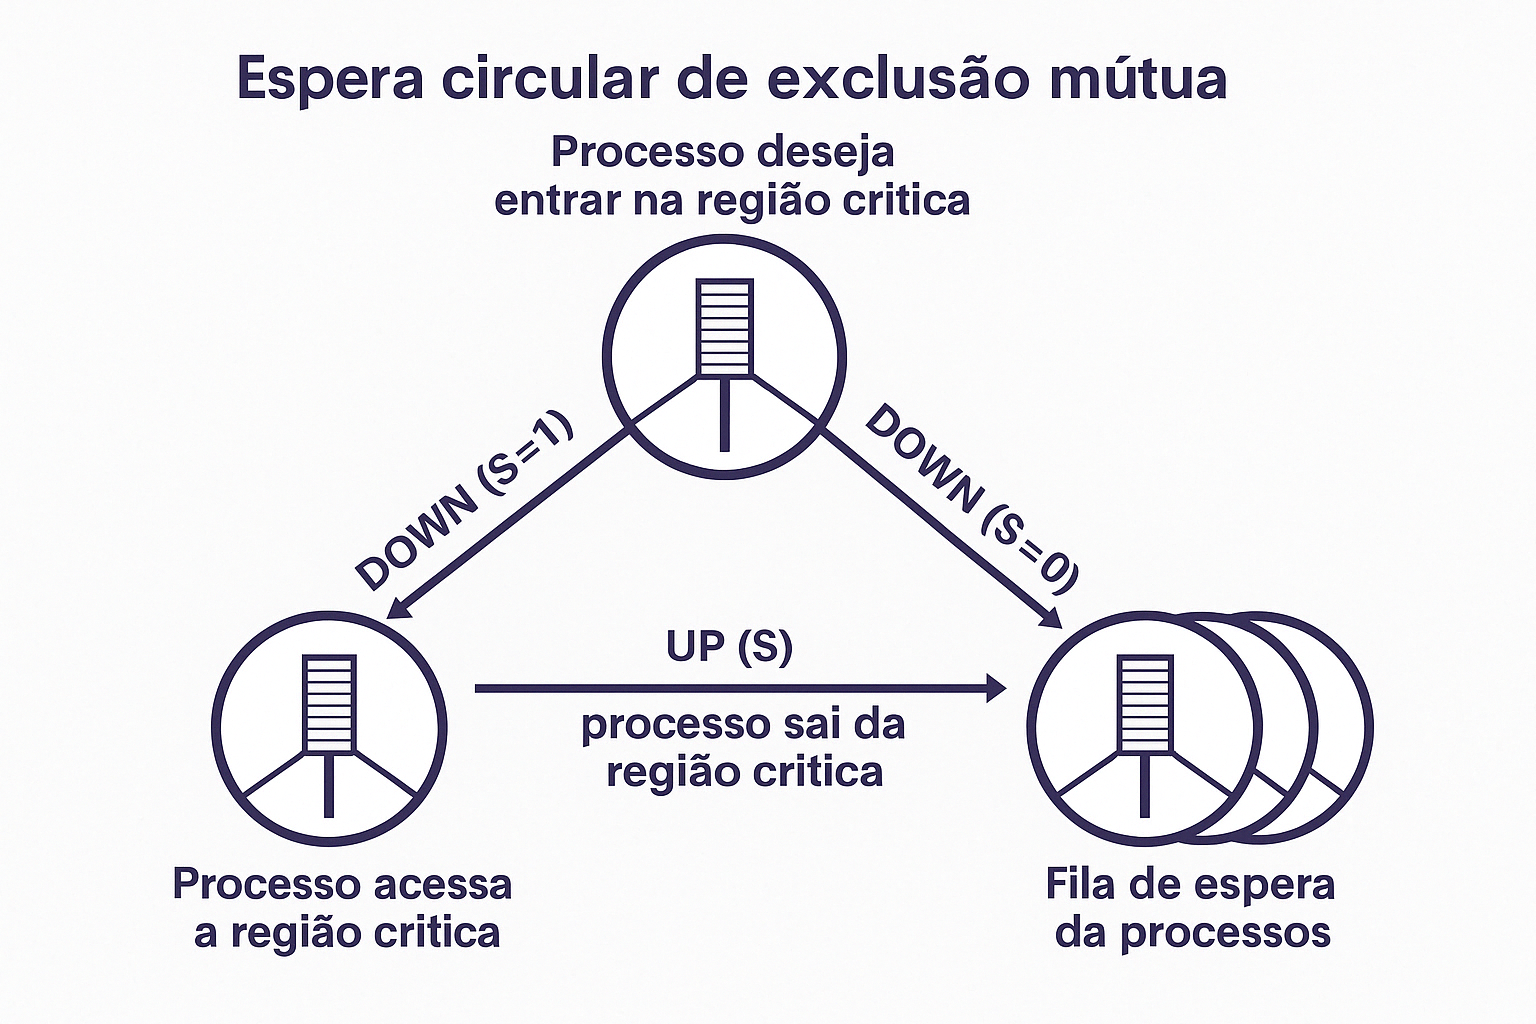 Espera circular de exclusão mútua
Processo deseja
entrar na região critica
DOWN (S=1)
DOWN (S=0)
UP (S)
processo sai da
região critica
Processo acessa
a região critica
Fila de espera
da processos